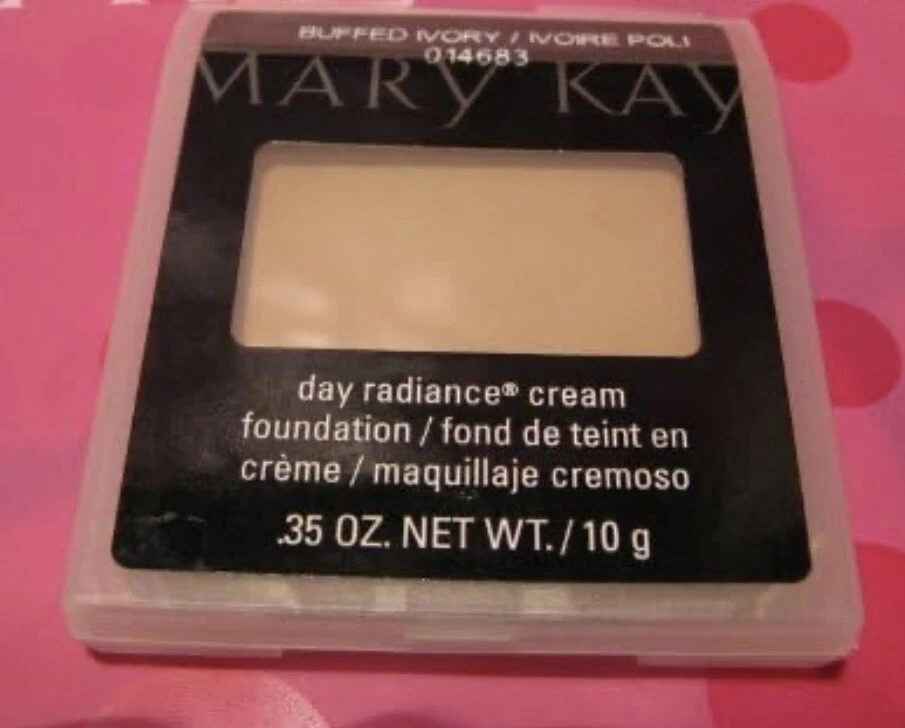 BUFFED IVORY / IVOIRE POLI
014683
MARY KAY
day radiance® cream
foundation / fond de teint en
crème / maquillaje cremoso
.35 OZ. NET WT. / 10 g